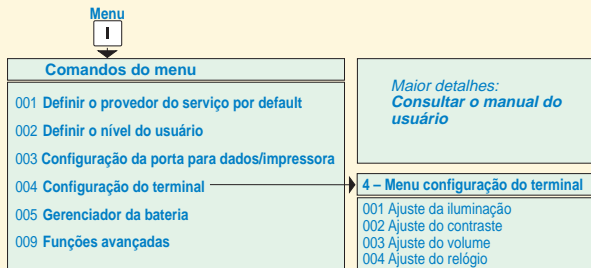 Menu
I
Comandos do menu
001 Definir o provedor do serviço por default
002 Definir o nível do usuário
003 Configuração da porta para dados/impressora
004 Configuração do terminal
005 Gerenciador da bateria
009 Funções avançadas
Maior detalhes:
Consultar o manual do
usuário
4 – Menu configuração do terminal
001 Ajuste da iluminação
002 Ajuste do contraste
003 Ajuste do volume
004 Ajuste do relógio